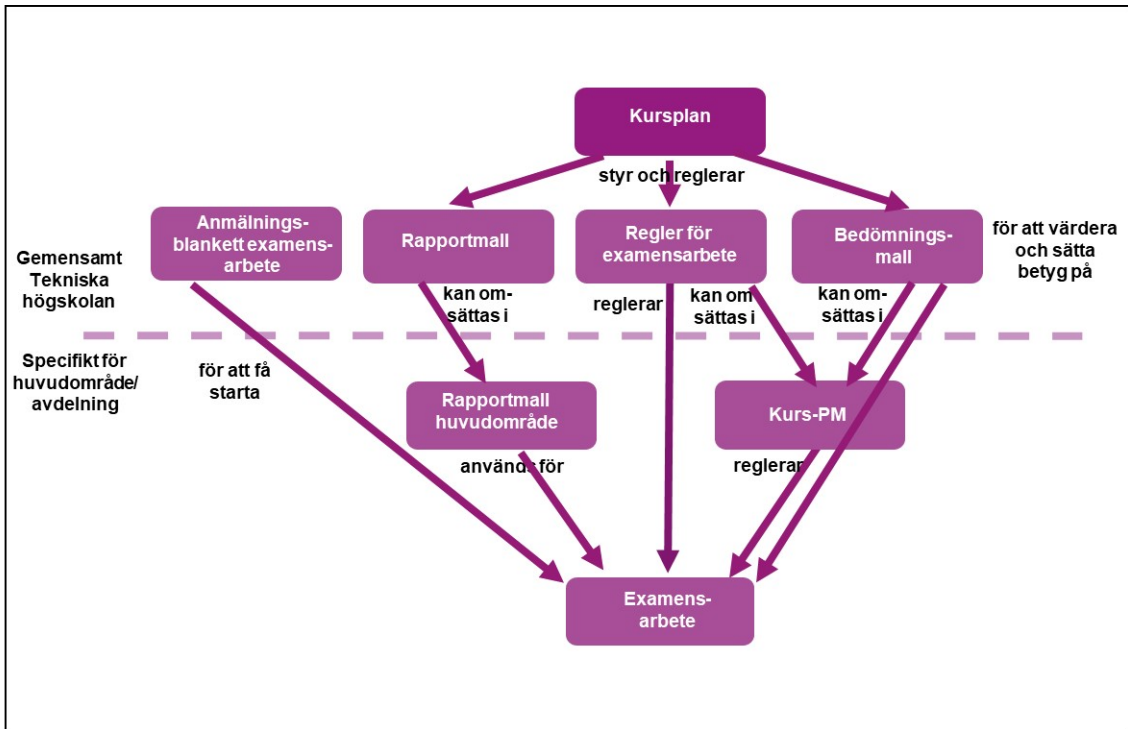 Kursplan
styr och reglerar
Anmälnings-
blankett examens-
arbete
Rapportmall
Regler för
examensarbete
Bedömnings-
mall
för att värdera
och sätta
betyg på
Gemensamt
Tekniska
högskolan
kan om-
sättas i
reglerar
kan om
sättas i
kan om-
sättas i
Specifikt för
huvudområde/
avdelning
för att få
starta
Rapportmall
huvudområde
Kurs-PM
används för
reglerar
Examens-
arbete